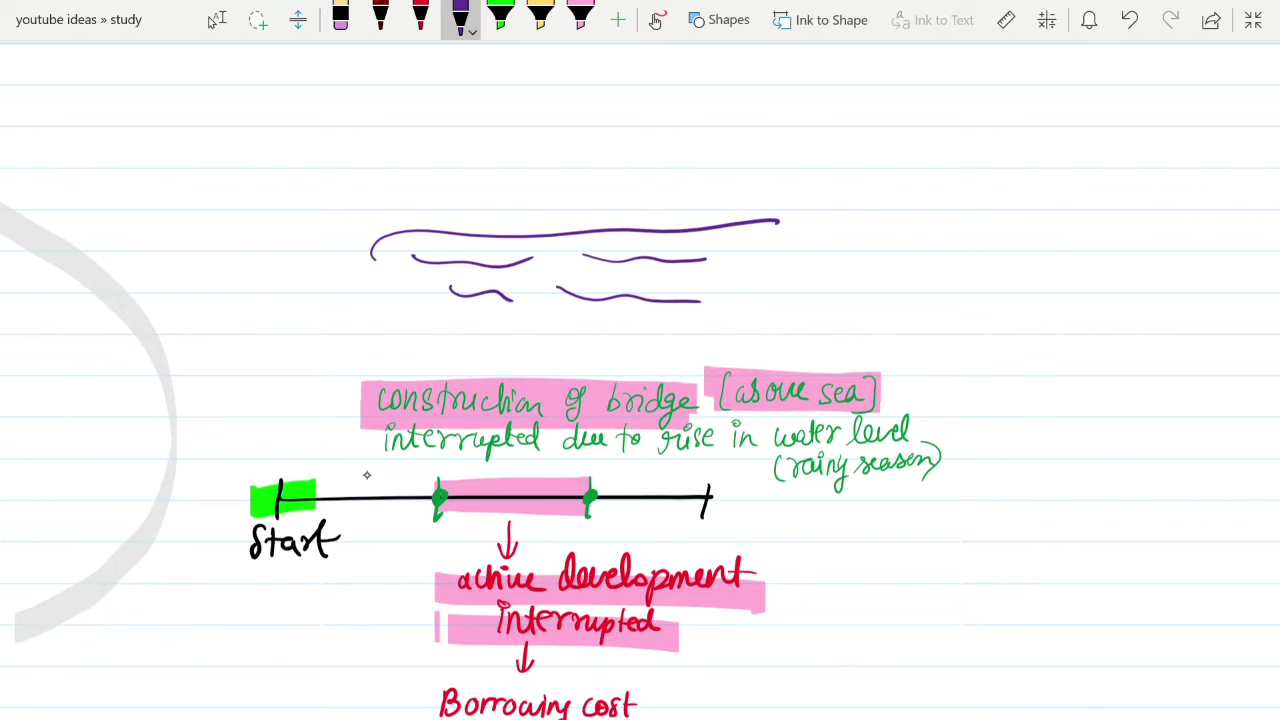 youtube ideas » study
Shapes
Ink to Shape
Ink to Text
construction of bridge [above sea]
interrupted due to rise in water level
(rainy season)
Start
active development
interrupted
Borrowing cost